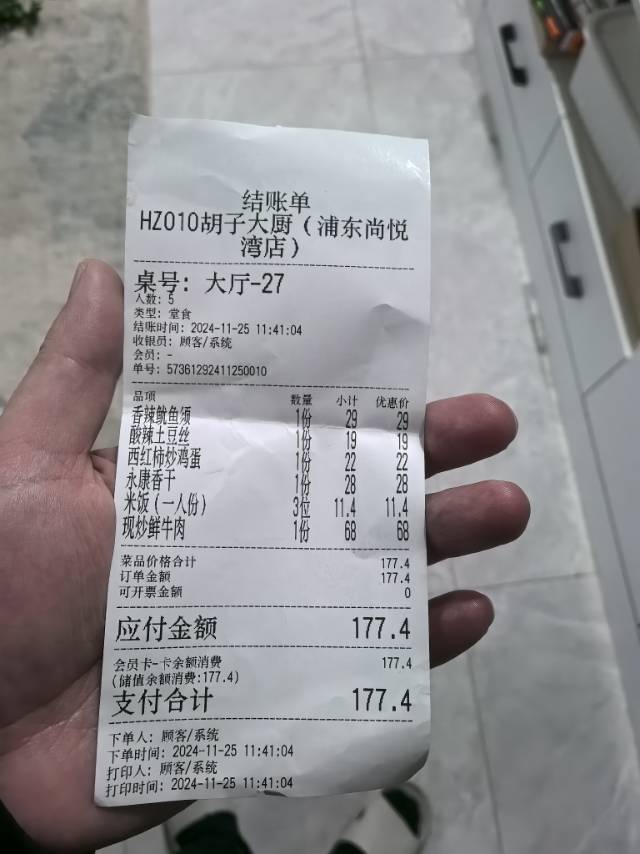 结账单
HZ010胡子大厨（浦东尚悦
湾店）
桌号: 大厅-27
人数: 5
类型: 堂食
结账时间: 2024-11-25 11:41:04
收银员: 顾客/系统
会员: -
单号: 57361292411250010
品项 数量 小计 优惠价
香辣鱿鱼须 1份 29 29
酸辣土豆丝 1份 19 19
西红柿炒鸡蛋 1份 22 22
永康香干 1份 28 28
米饭（一人份） 3位 11.4 11.4
现炒鲜牛肉 1份 68 68
菜品价格合计 177.4
订单金额 177.4
可开票金额 0
应付金额 177.4
会员卡-卡余额消费 177.4
(储值余额消费:177.4)
支付合计 177.4
下单人: 顾客/系统
下单时间: 2024-11-25 11:41:04
打印人: 顾客/系统
打印时间: 2024-11-25 11:41:04